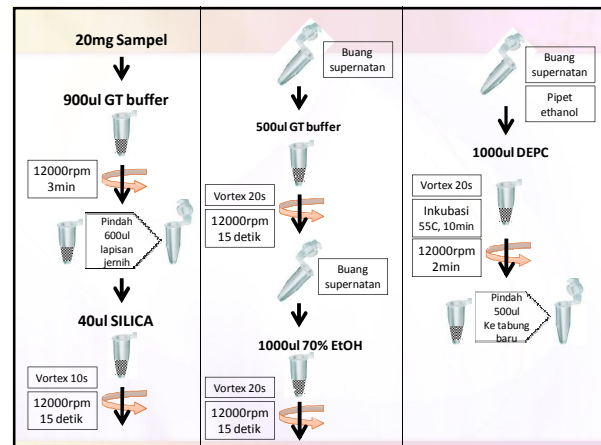 20mg Sampel
900ul GT buffer
12000rpm
3min
Pindah
600ul
lapisan
jernih
40ul SILICA
Vortex 10s
12000rpm
15 detik
Buang
supernatan
500ul GT buffer
Vortex 20s
12000rpm
15 detik
Buang
supernatan
1000ul 70% EtOH
Vortex 20s
12000rpm
15 detik
Buang
supernatan
Pipet
ethanol
1000ul DEPC
Vortex 20s
Inkubasi
55C, 10min
12000rpm
2min
Pindah
500ul
Ke tabung
baru